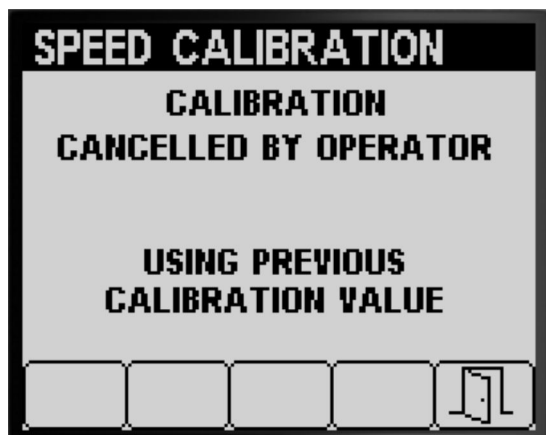 SPEED CALIBRATION
CALIBRATION
CANCELLED BY OPERATOR
USING PREVIOUS
CALIBRATION VALUE